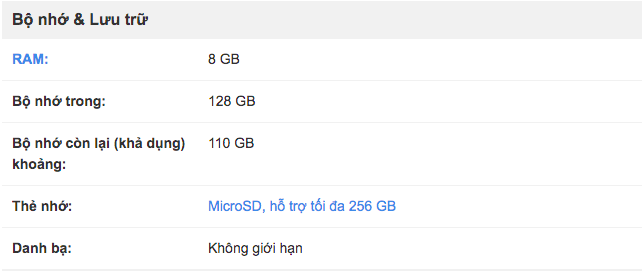 Bộ nhớ & Lưu trữ
RAM: 8 GB
Bộ nhớ trong: 128 GB
Bộ nhớ còn lại (khả dụng) 110 GB
khoảng:
Thẻ nhớ: MicroSD, hỗ trợ tối đa 256 GB
Danh bạ: Không giới hạn